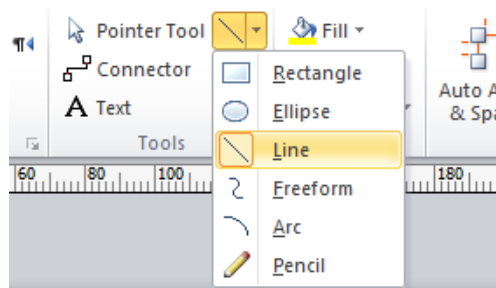 ¶ Pointer Tool Fill
Connector Rectangle
A Text Ellipse Auto A
& Spa
Tools Line
60 80 100 180
Freeform
Arc
Pencil